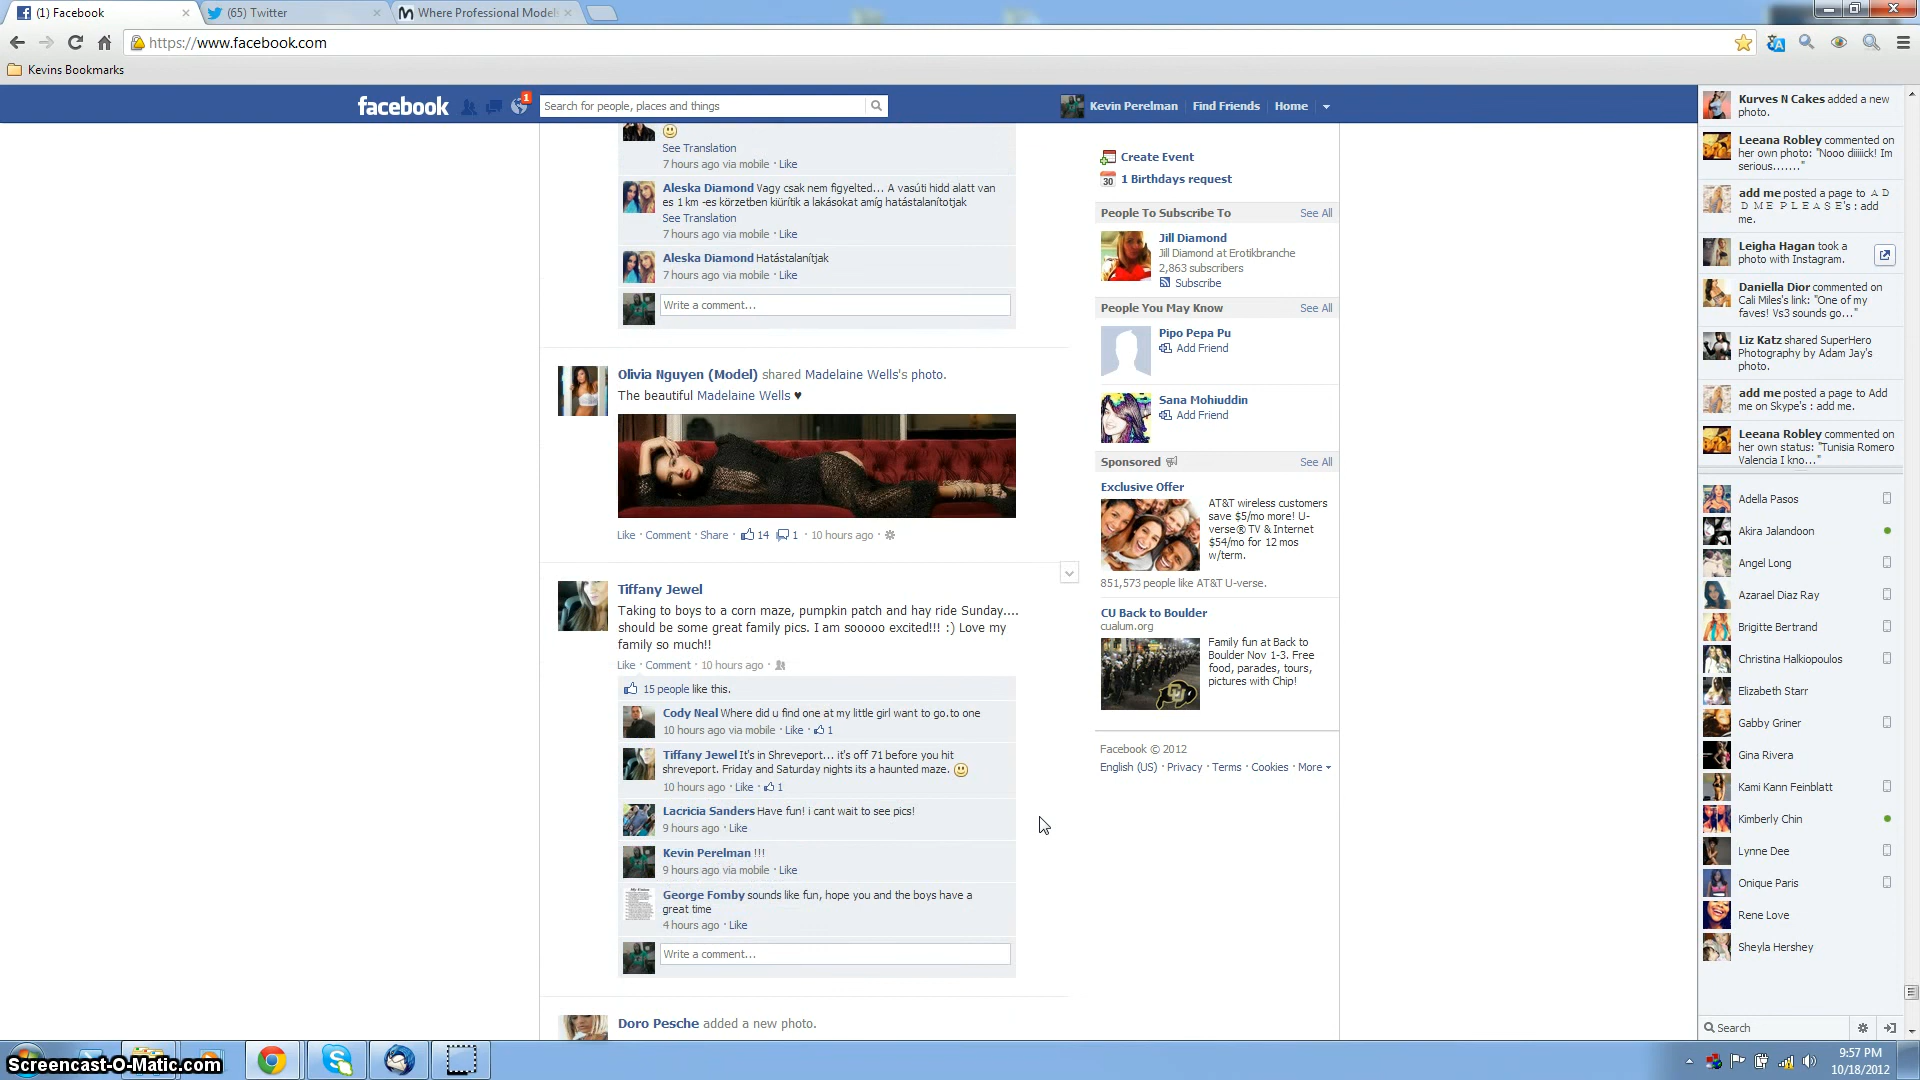 (1) Facebook
(65) Twitter
Where Professional Model
https://www.facebook.com
Kevins Bookmarks
facebook
1
Search for people, places and things
Kevin Perelman
Find Friends
Home
See Translation
7 hours ago via mobile · Like
Aleska Diamond Vagy csak nem figyelted... A vasúti hidd alatt van
es 1 km -es körzetben kiürítik a lakásokat amíg hatástalanítotjak
See Translation
7 hours ago via mobile · Like
Aleska Diamond Hatástalanítjak
7 hours ago via mobile · Like
Write a comment...
Olivia Nguyen (Model) shared Madelaine Wells's photo.
The beautiful Madelaine Wells ♥
Like · Comment · Share · 14 1 · 10 hours ago ·
Tiffany Jewel
Taking to boys to a corn maze, pumpkin patch and hay ride Sunday....
should be some great family pics. I am sooooo excited!!! :) Love my
family so much!!
Like · Comment · 10 hours ago ·
15 people like this.
Cody Neal Where did u find one at my little girl want to go.to one
10 hours ago via mobile · Like · 1
Tiffany Jewel It's in Shreveport... it's off 71 before you hit
shreveport. Friday and Saturday nights its a haunted maze.
10 hours ago · Like · 1
Lacricia Sanders Have fun! i cant wait to see pics!
9 hours ago · Like
Kevin Perelman !!!
9 hours ago via mobile · Like
George Fomby sounds like fun, hope you and the boys have a
great time
4 hours ago · Like
Write a comment...
Doro Pesche added a new photo.
Create Event
30
1 Birthdays request
People To Subscribe To
See All
Jill Diamond
Jill Diamond at Erotikbranche
2,863 subscribers
Subscribe
People You May Know
See All
Pipo Pepa Pu
Add Friend
Sana Mohiuddin
Add Friend
Sponsored
See All
Exclusive Offer
AT&T wireless customers
save $5/mo more! U-
verse® TV & Internet
$54/mo for 12 mos
w/term.
851,573 people like AT&T U-verse.
CU Back to Boulder
cualum.org
Family fun at Back to
Boulder Nov 1-3. Free
food, parades, tours,
pictures with Chip!
CU
Facebook © 2012
English (US) · Privacy · Terms · Cookies · More
Kurves N Cakes added a new
photo.
Leeana Robley commented on
her own photo: "Nooo diiiiick! Im
serious......."
add me posted a page to A D
D M E P L E A S E's : add
me.
Leigha Hagan took a
photo with Instagram.
Daniella Dior commented on
Cali Miles's link: "One of my
faves! Vs3 sounds go..."
Liz Katz shared SuperHero
Photography by Adam Jay's
photo.
add me posted a page to Add
me on Skype's : add me.
Leeana Robley commented on
her own status: "Tunisia Romero
Valencia I kno..."
Adella Pasos
Akira Jalandoon
Angel Long
Azarael Diaz Ray
Brigitte Bertrand
Christina Halkiopoulos
Elizabeth Starr
Gabby Griner
Gina Rivera
Kami Kann Feinblatt
Kimberly Chin
Lynne Dee
Onique Paris
Rene Love
Sheyla Hershey
Search
Screencast-O-Matic.com
9:57 PM
10/18/2012